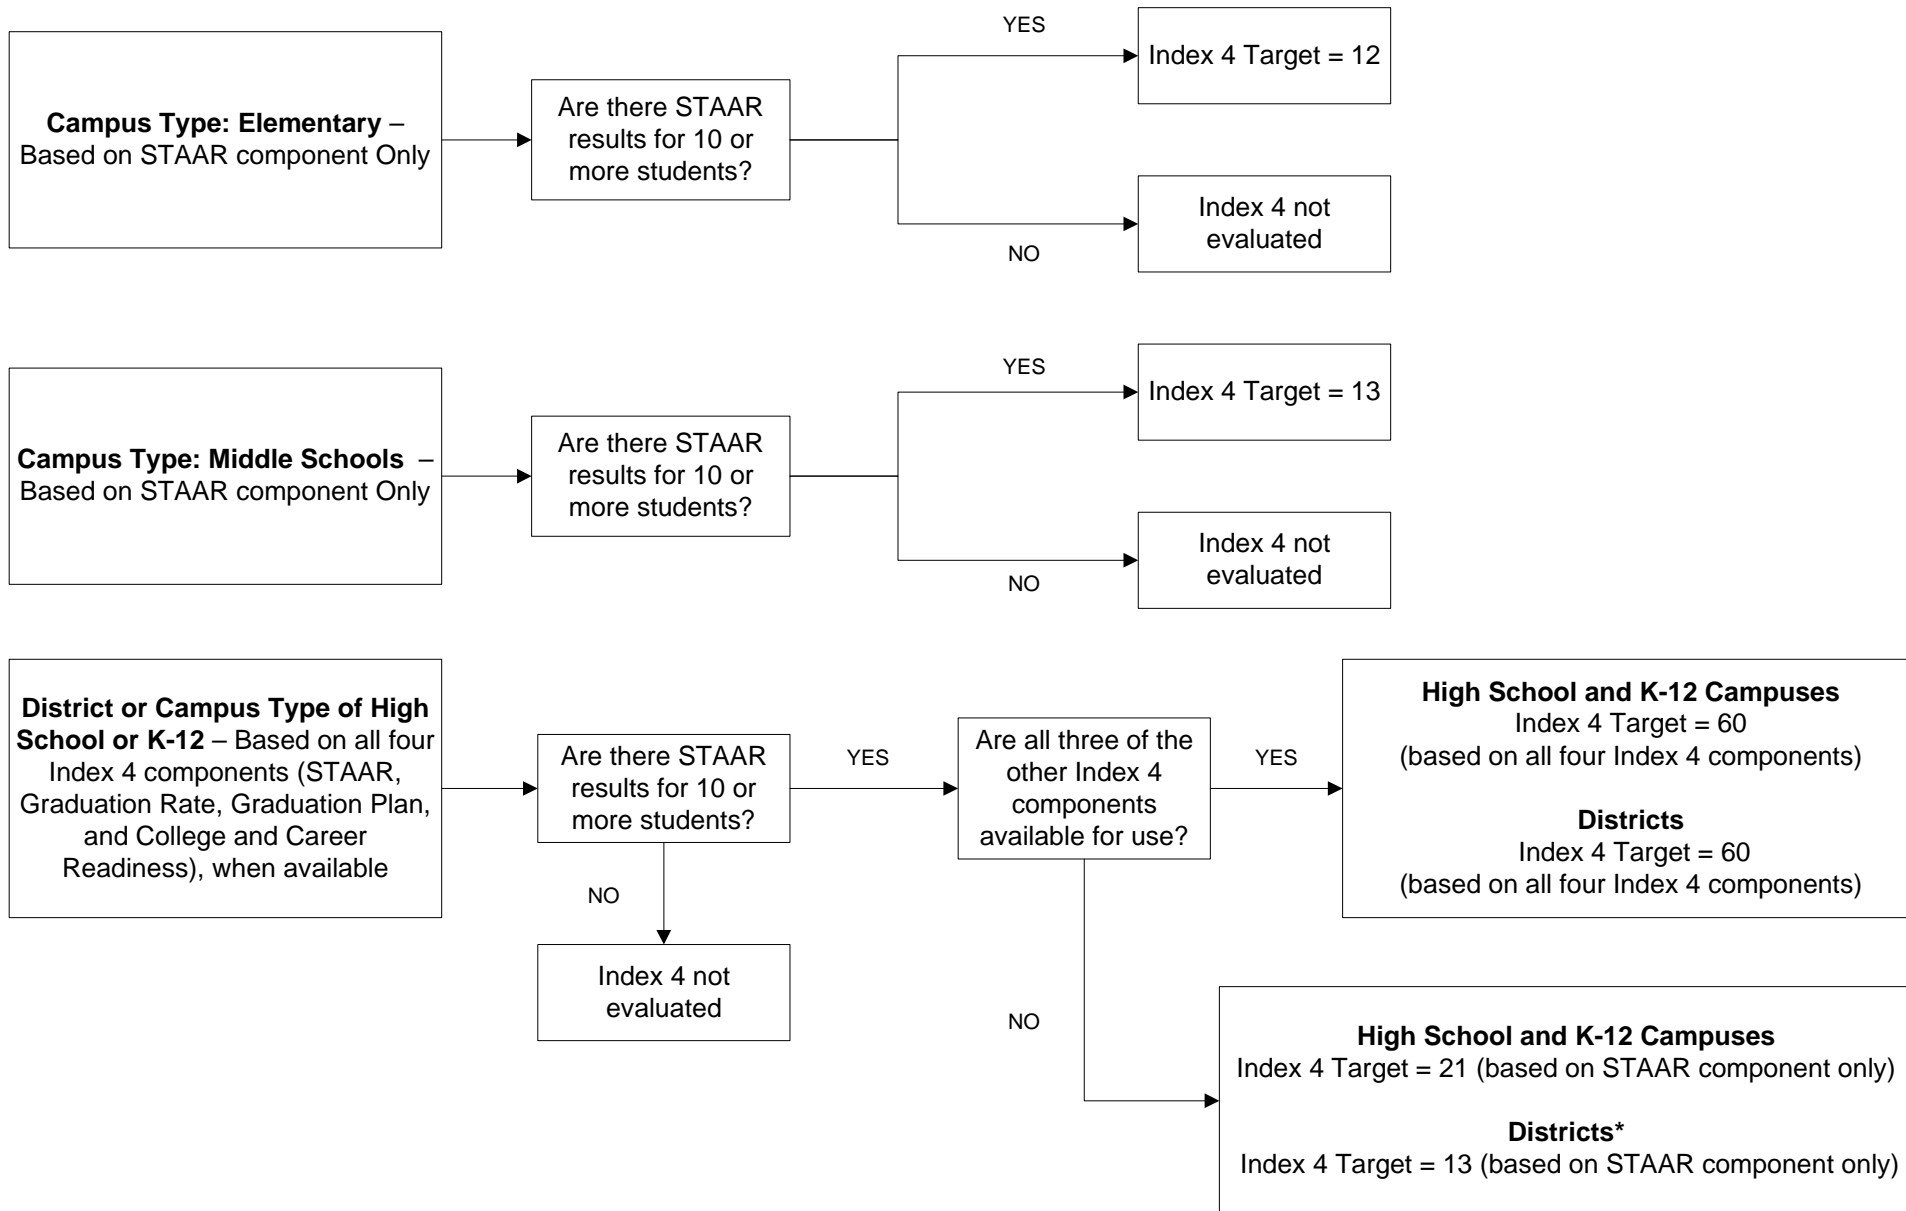 Campus Type: Elementary –
Based on STAAR component Only
Are there STAAR
results for 10 or
more students?
YES
Index 4 Target = 12
NO
Index 4 not
evaluated
Campus Type: Middle Schools –
Based on STAAR component Only
Are there STAAR
results for 10 or
more students?
YES
Index 4 Target = 13
NO
Index 4 not
evaluated
District or Campus Type of High
School or K-12 – Based on all four
Index 4 components (STAAR,
Graduation Rate, Graduation Plan,
and College and Career
Readiness), when available
Are there STAAR
results for 10 or
more students?
NO
Index 4 not
evaluated
YES
Are all three of the
other Index 4
components
available for use?
YES
High School and K-12 Campuses
Index 4 Target = 60
(based on all four Index 4 components)
Districts
Index 4 Target = 60
(based on all four Index 4 components)
NO
High School and K-12 Campuses
Index 4 Target = 21 (based on STAAR component only)
Districts*
Index 4 Target = 13 (based on STAAR component only)